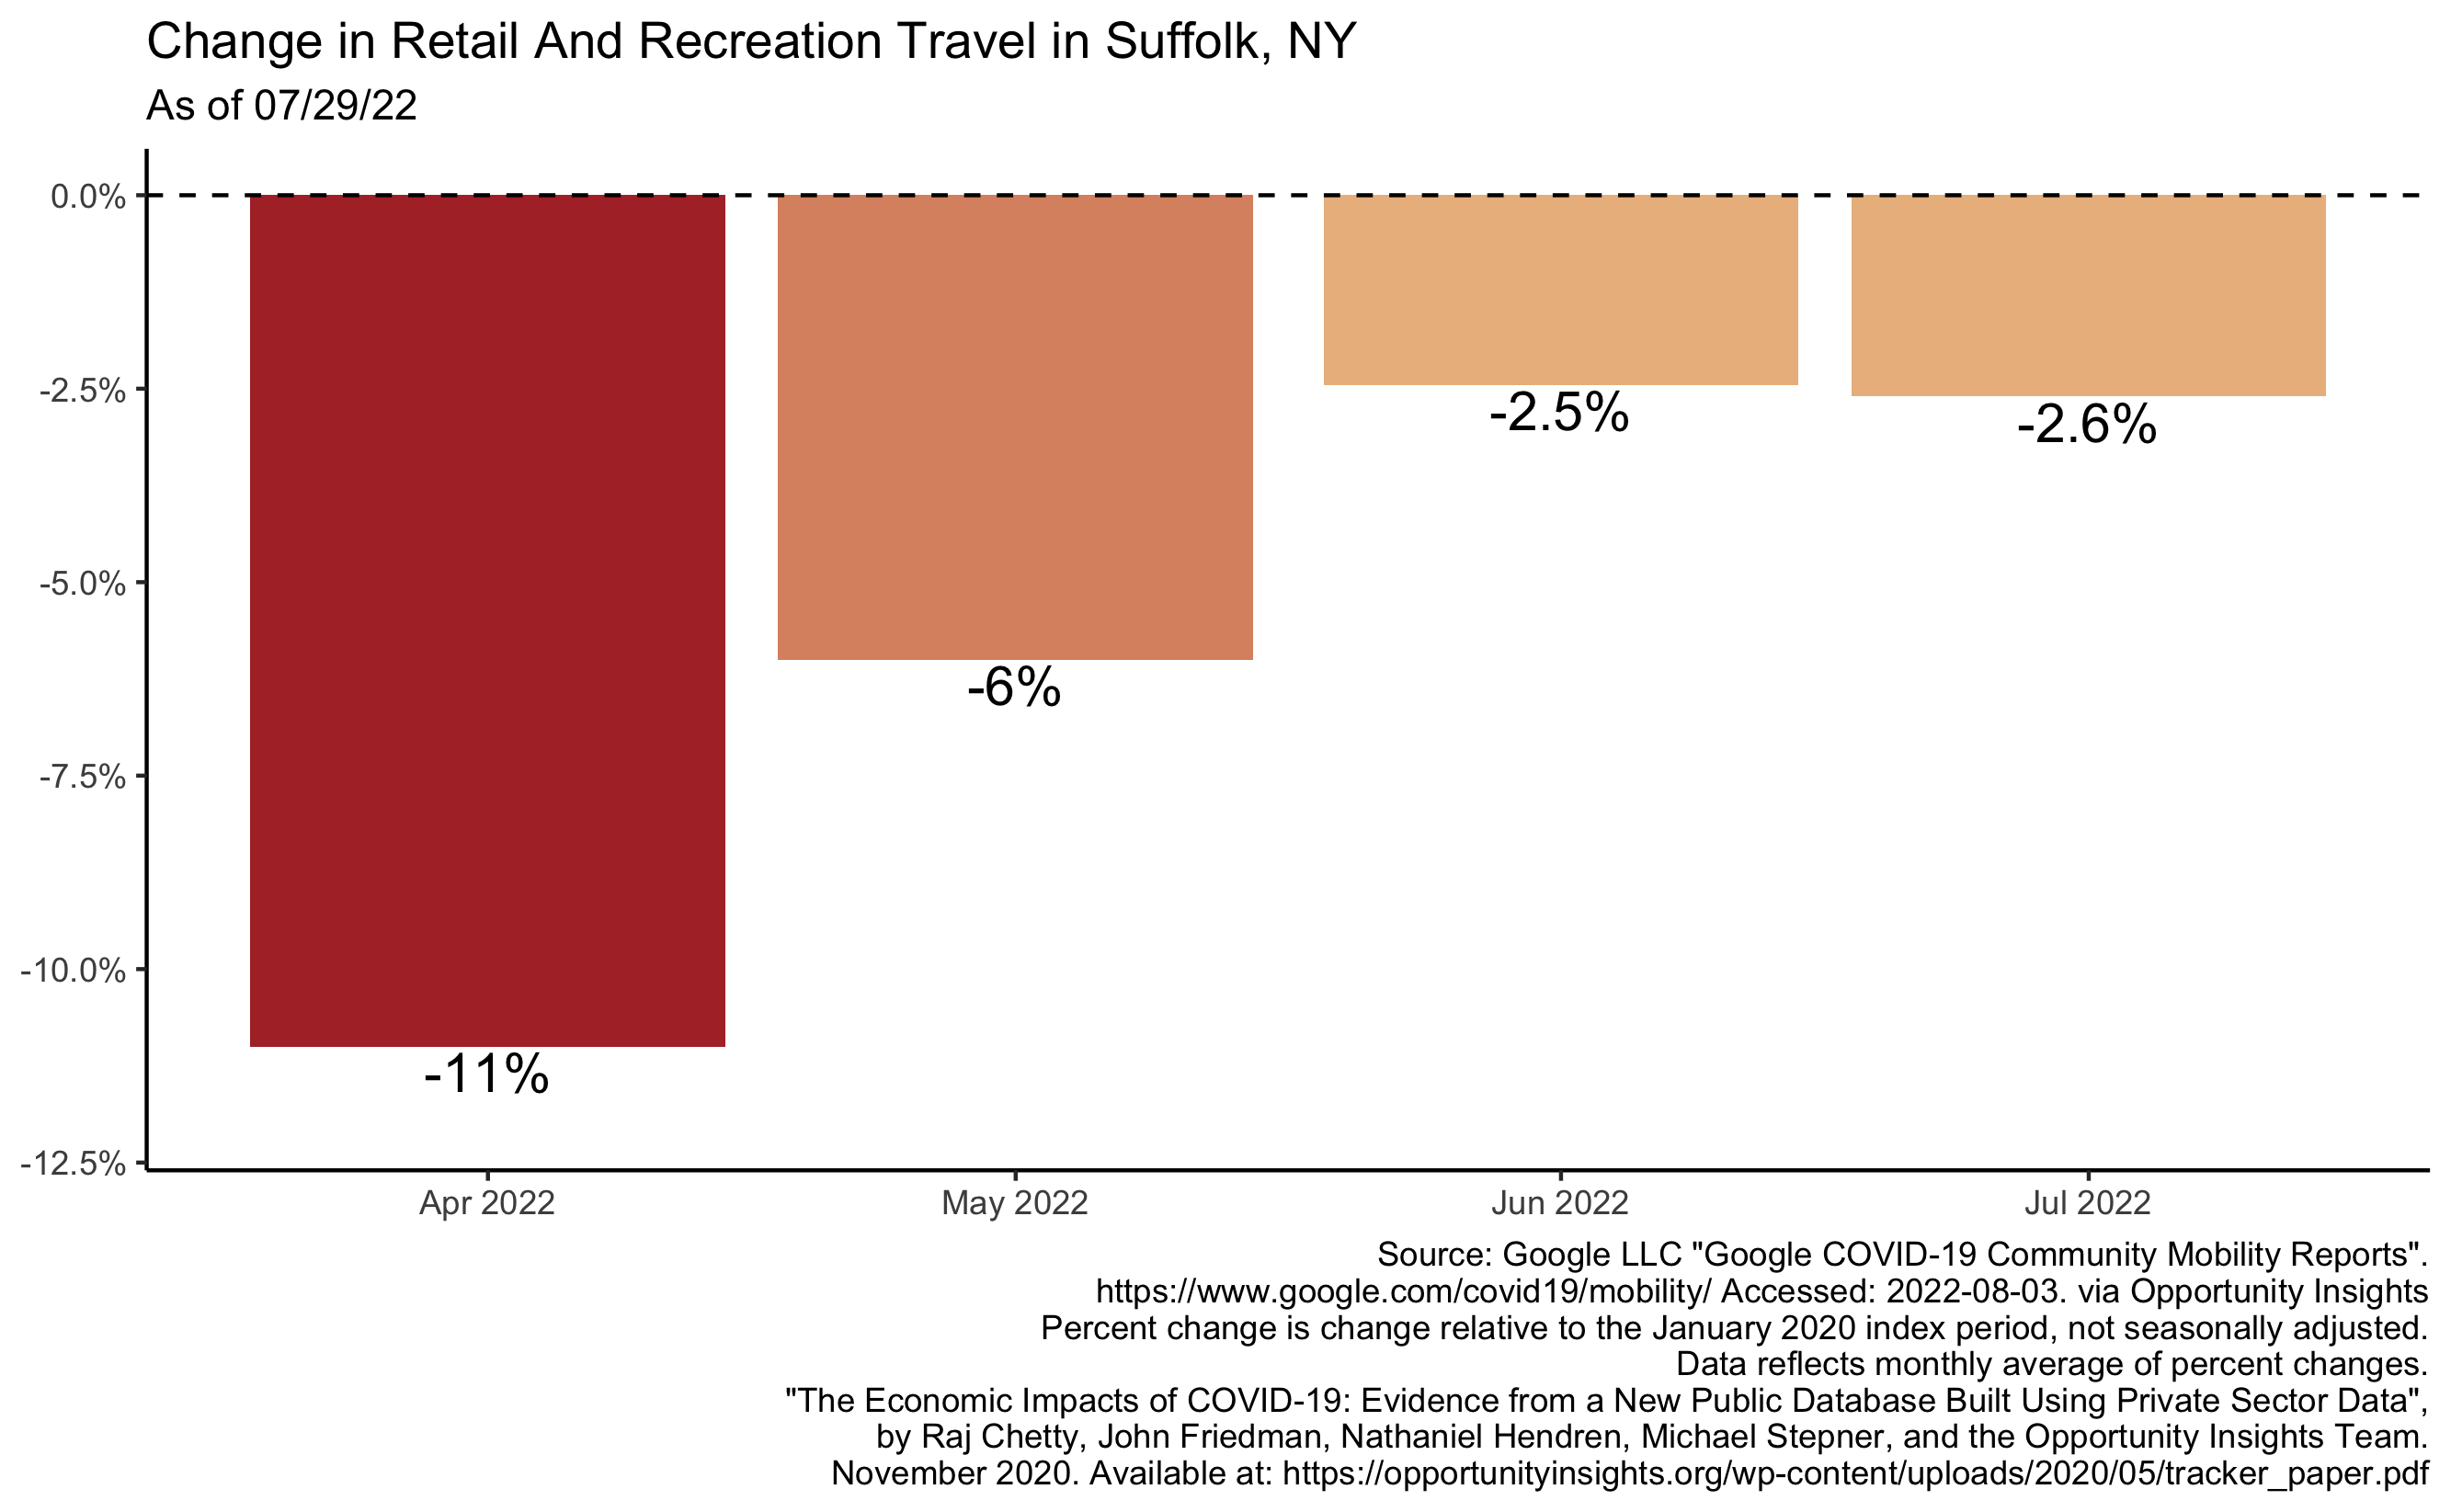 Change in Retail And Recreation Travel in Suffolk, NY
As of 07/29/22
0.0%
-2.5%
-5.0%
-7.5%
-10.0%
-12.5%
-11%
-6%
-2.5%
-2.6%
Apr 2022
May 2022
Jun 2022
Jul 2022
Source: Google LLC "Google COVID-19 Community Mobility Reports".
https://www.google.com/covid19/mobility/ Accessed: 2022-08-03. via Opportunity Insights
Percent change is change relative to the January 2020 index period, not seasonally adjusted.
Data reflects monthly average of percent changes.
"The Economic Impacts of COVID-19: Evidence from a New Public Database Built Using Private Sector Data",
by Raj Chetty, John Friedman, Nathaniel Hendren, Michael Stepner, and the Opportunity Insights Team.
November 2020. Available at: https://opportunityinsights.org/wp-content/uploads/2020/05/tracker_paper.pdf